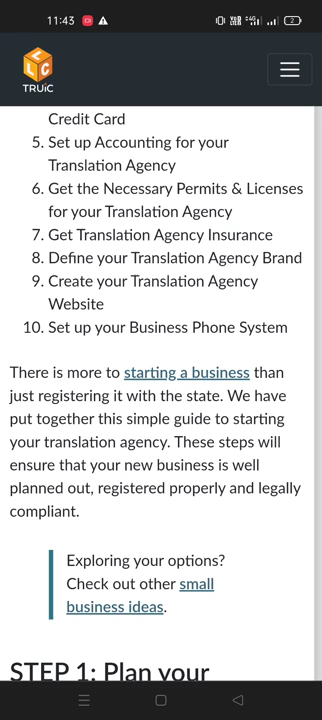 11:43
2
TRUiC
Credit Card
5. Set up Accounting for your
Translation Agency
6. Get the Necessary Permits & Licenses
for your Translation Agency
7. Get Translation Agency Insurance
8. Define your Translation Agency Brand
9. Create your Translation Agency
Website
10. Set up your Business Phone System
There is more to starting a business than
just registering it with the state. We have
put together this simple guide to starting
your translation agency. These steps will
ensure that your new business is well
planned out, registered properly and legally
compliant.
Exploring your options?
Check out other small
business ideas.
STEP 1: Plan your